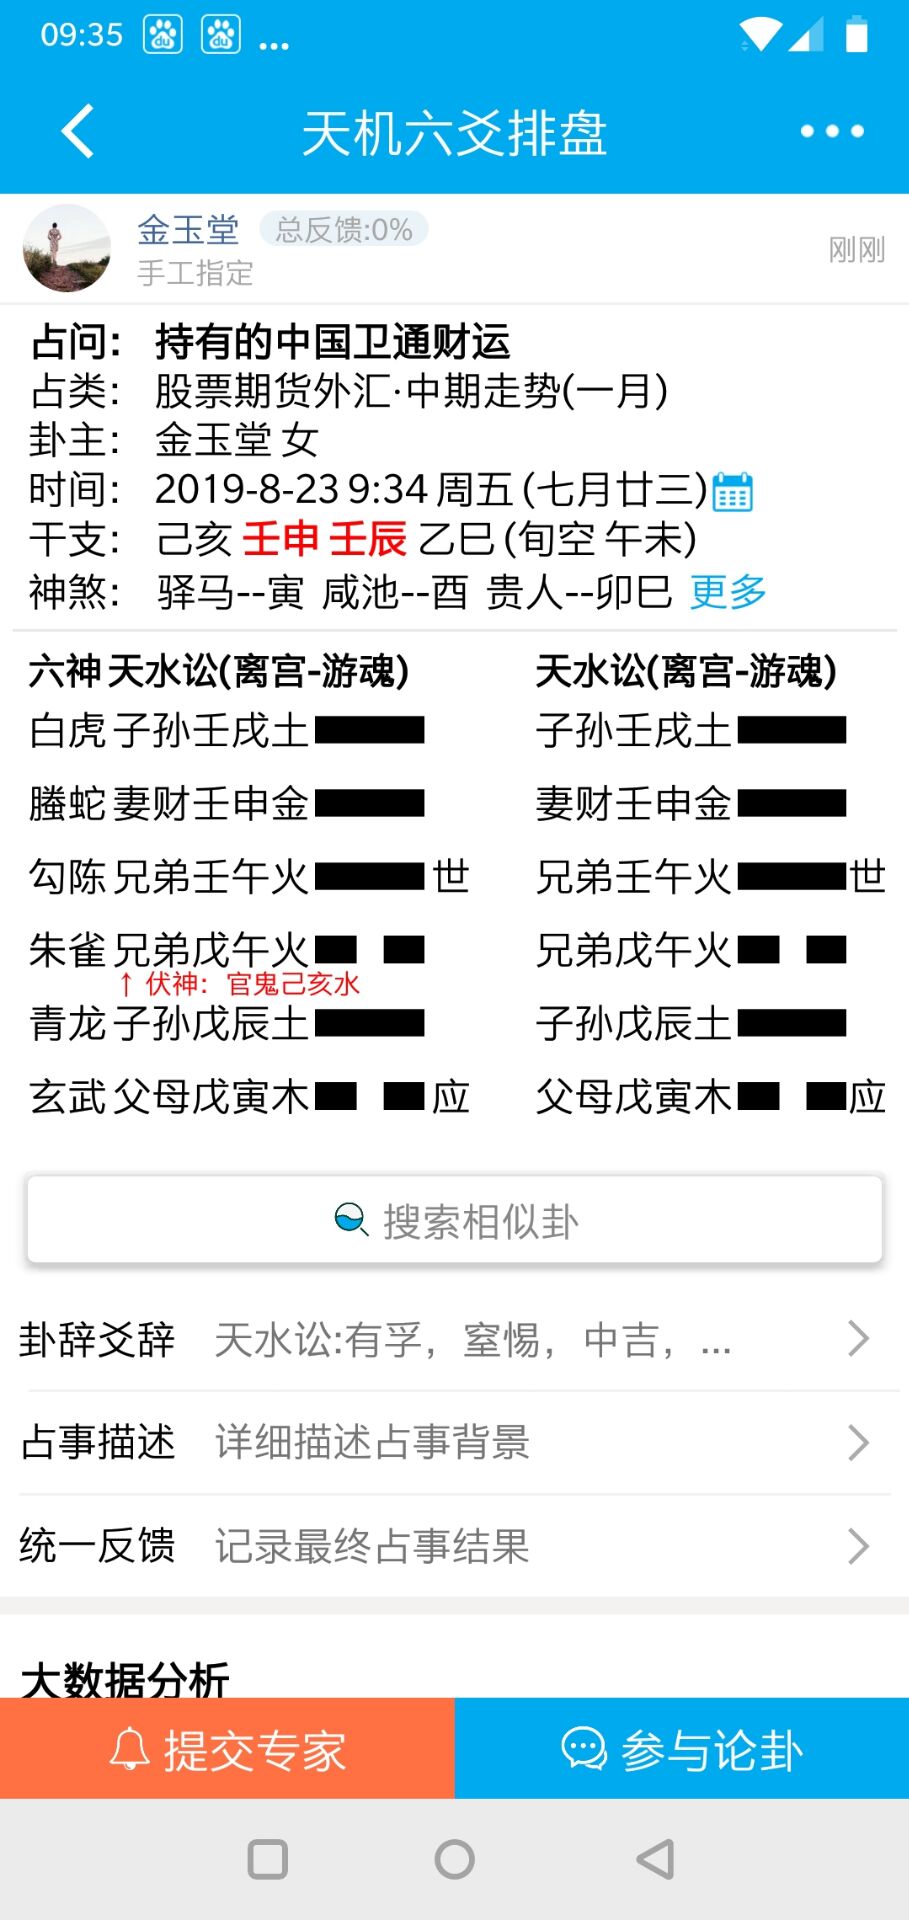 09:35 du du ...
天机六爻排盘
金玉堂 总反馈:0%
手工指定
刚刚
占问: 持有的中国卫通财运
占类: 股票期货外汇·中期走势(一月)
卦主: 金玉堂 女
时间: 2019-8-23 9:34 周五 (七月廿三)
干支: 己亥 壬申 壬辰 乙巳 (旬空 午未)
神煞: 驿马--寅 咸池--酉 贵人--卯巳 更多
六神 天水讼(离宫-游魂) 天水讼(离宫-游魂)
白虎 子孙壬戌土 子孙壬戌土
螣蛇 妻财壬申金 妻财壬申金
勾陈 兄弟壬午火 世 兄弟壬午火 世
朱雀 兄弟戊午火 兄弟戊午火
↑ 伏神: 官鬼己亥水
青龙 子孙戊辰土 子孙戊辰土
玄武 父母戊寅木 应 父母戊寅木 应
搜索相似卦
卦辞爻辞 天水讼:有孚，窒惕，中吉，...
占事描述 详细描述占事背景
统一反馈 记录最终占事结果
大数据分析
提交专家 参与论卦